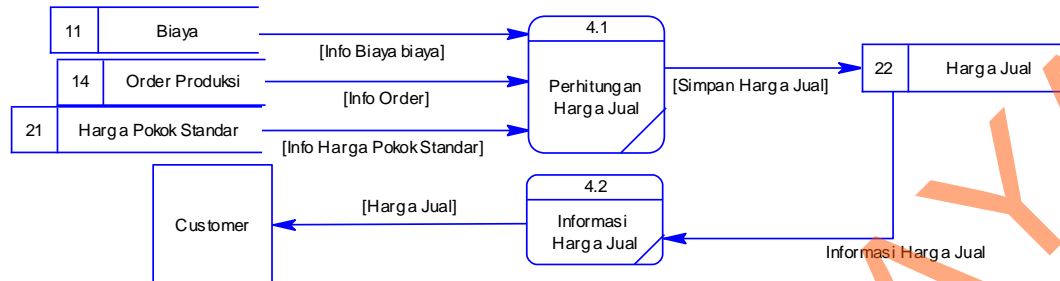 11 Biaya
[Info Biaya biaya]
14 Order Produksi
[Info Order]
21 Harga Pokok Standar
[Info Harga Pokok Standar]
4.1
Perhitungan
Harga Jual
[Simpan Harga Jual]
22 Harga Jual
Customer
[Harga Jual]
4.2
Informasi
Harga Jual
Informasi Harga Jual